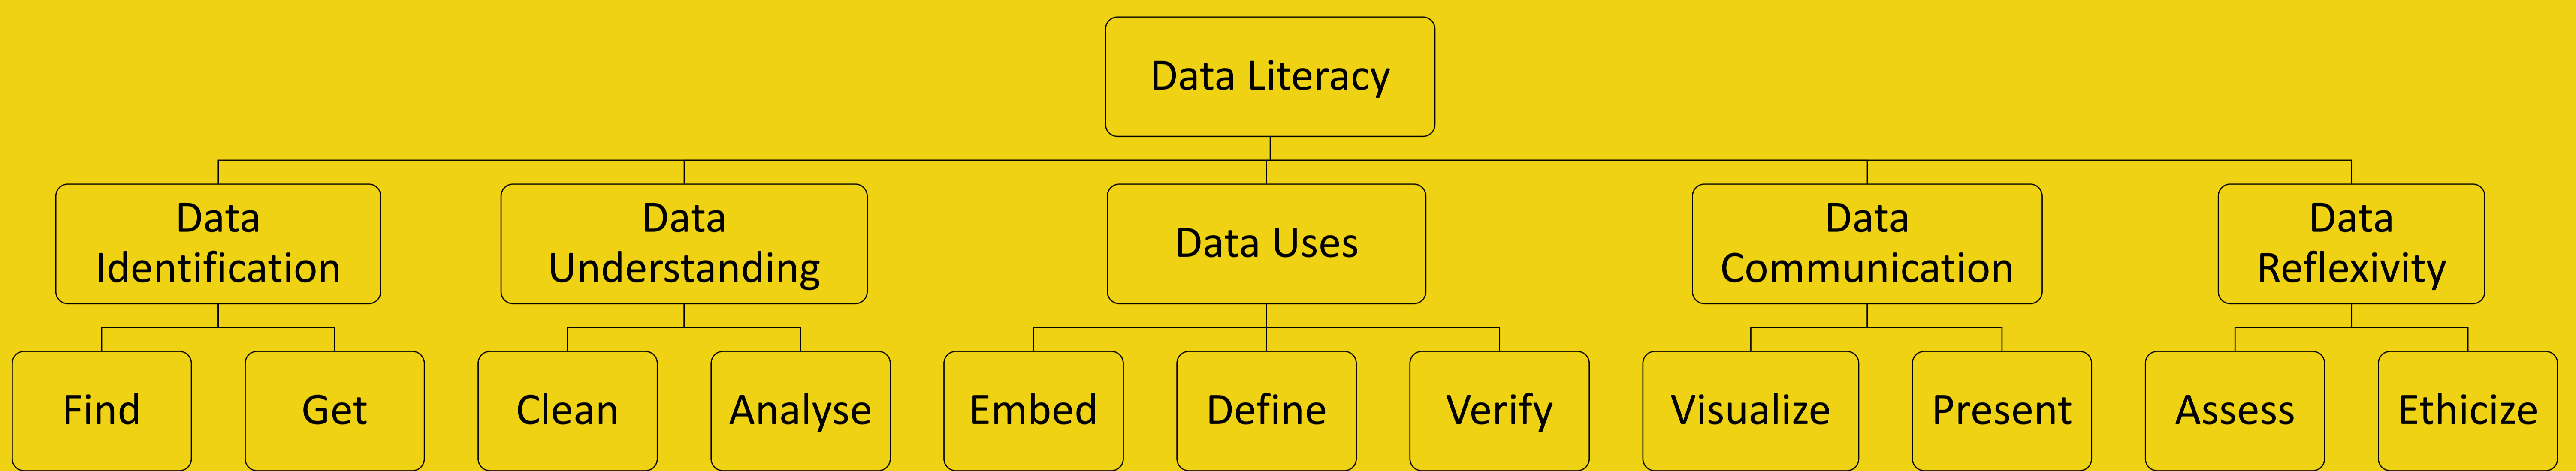 Data Literacy
Data
Identification
Data
Understanding
Data Uses
Data
Communication
Data
Reflexivity
Find
Get
Clean
Analyse
Embed
Define
Verify
Visualize
Present
Assess
Ethicize